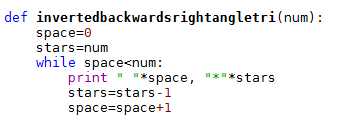 def invertedbackwardsrightangletri(num):
    space=0
    stars=num
    while space<num:
        print " "*space, "*"*stars
        stars=stars-1
        space=space+1